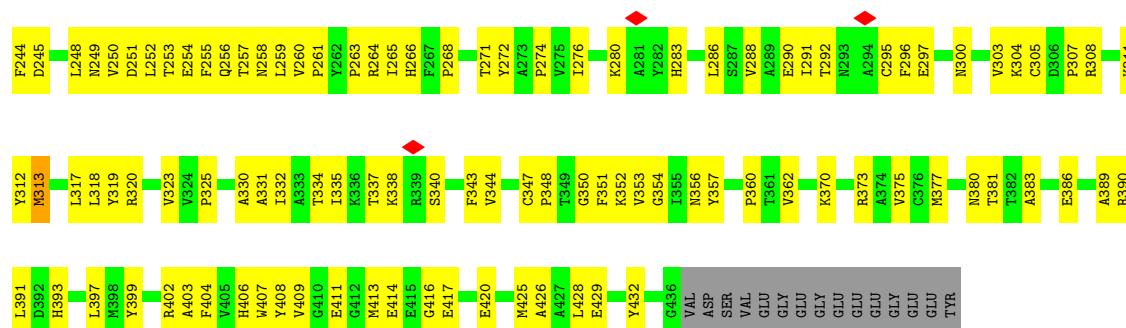 F244 D245 L248 N249 V250 D251 L252 T253 E254 F255 Q256 T257 N258 L259 V260 P261 Y262 P263 R264 I265 H266 F267 P268 T271 Y272 A273 P274 V275 I276 K280 A281 Y282 H283 L286 S287 V288 A289 E290 I291 T292 N293 A294 C295 F296 E297 N300 V303 K304 C305 D306 P307 R308
Y312 M313 L317 L318 Y319 R320 V323 V324 P325 A330 A331 I332 A333 T334 I335 K336 T337 K338 R339 S340 F343 V344 C347 P348 T349 G350 F351 K352 V353 G354 I355 N356 Y357 P360 T361 V362 K370 R373 A374 V375 C376 M377 N380 T381 T382 A383 E386 A389 R390
L391 D392 H393 L397 M398 Y399 R402 A403 F404 V405 H406 W407 Y408 V409 G410 E411 G412 M413 E414 E415 G416 E417 E420 M425 A426 A427 L428 E429 Y432 G436 VAL ASP SER VAL GLU GLY GLU GLY GLU GLU GLU GLY GLU GLU TYR